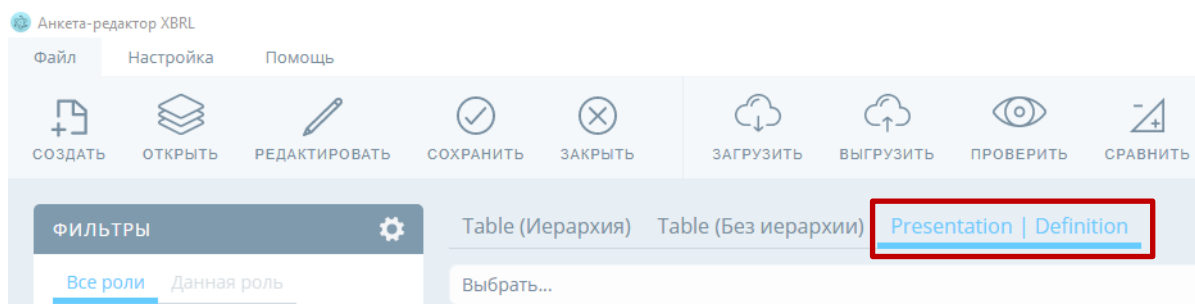 Анкета-редактор XBRL
Файл Настройка Помощь
СОЗДАТЬ ОТКРЫТЬ РЕДАКТИРОВАТЬ СОХРАНИТЬ ЗАКРЫТЬ ЗАГРУЗИТЬ ВЫГРУЗИТЬ ПРОВЕРИТЬ СРАВНИТЬ
ФИЛЬТРЫ Table (Иерархия) Table (Без иерархии) Presentation | Definition
Все роли Данная роль Выбрать...